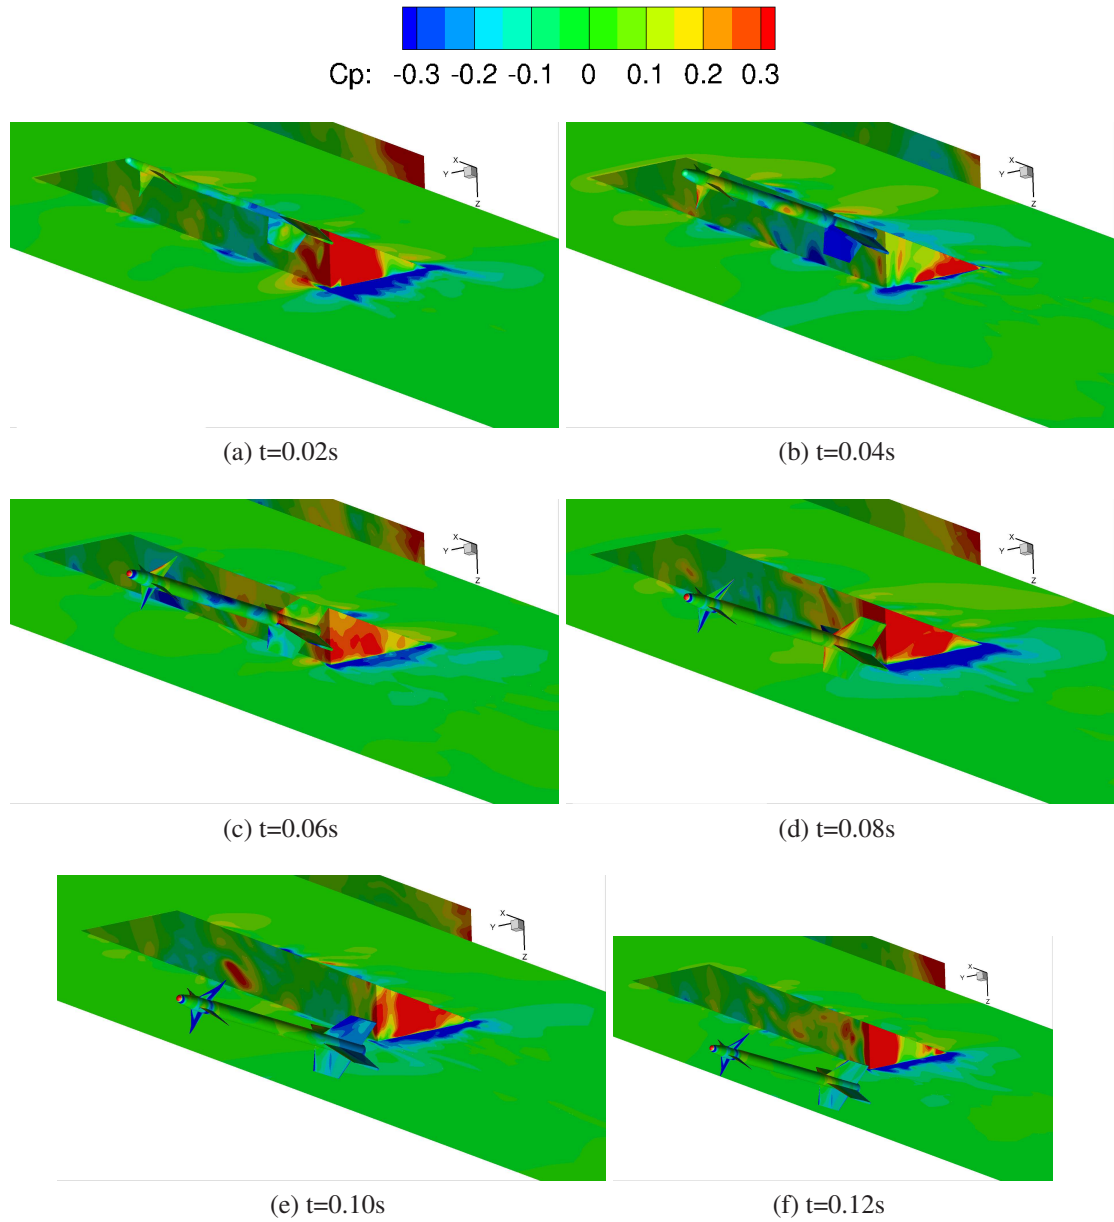 Cp: -0.3 -0.2 -0.1 0 0.1 0.2 0.3
X
Y
Z
X
Y
Z
(a) t=0.02s
(b) t=0.04s
X
Y
Z
X
Y
Z
(c) t=0.06s
(d) t=0.08s
X
Y
Z
X
Y
Z
(e) t=0.10s
(f) t=0.12s